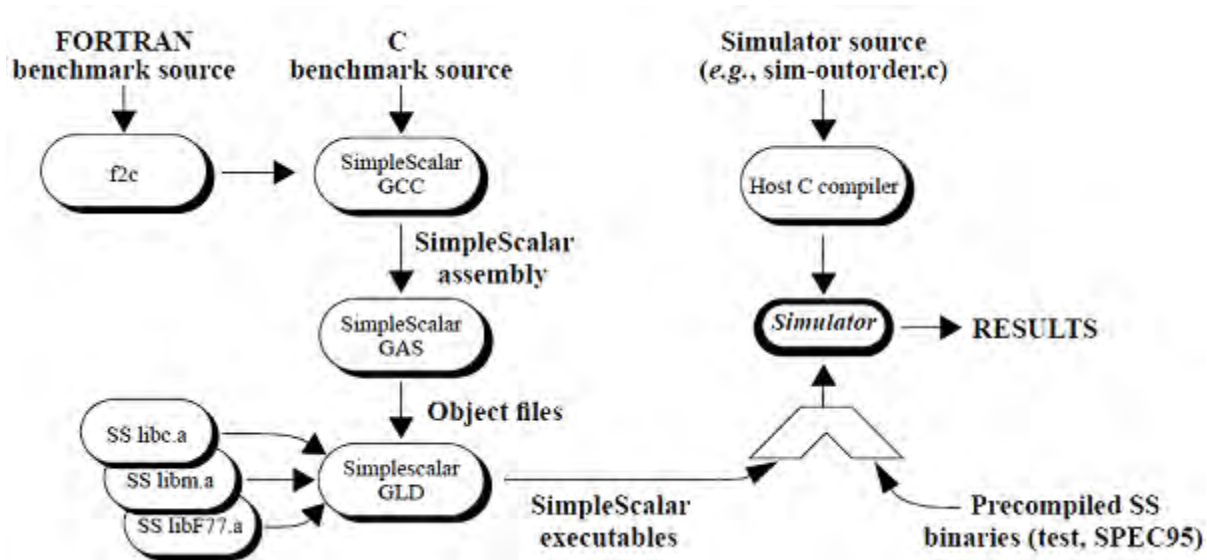 FORTRAN
benchmark source
C
benchmark source
Simulator source
(e.g., sim-outorder.c)
f2c
SimpleScalar
GCC
Host C compiler
SimpleScalar
assembly
SimpleScalar
GAS
Simulator
RESULTS
Object files
SS libc.a
SS libm.a
SS libF77.a
Simplescalar
GLD
SimpleScalar
executables
Precompiled SS
binaries (test, SPEC95)